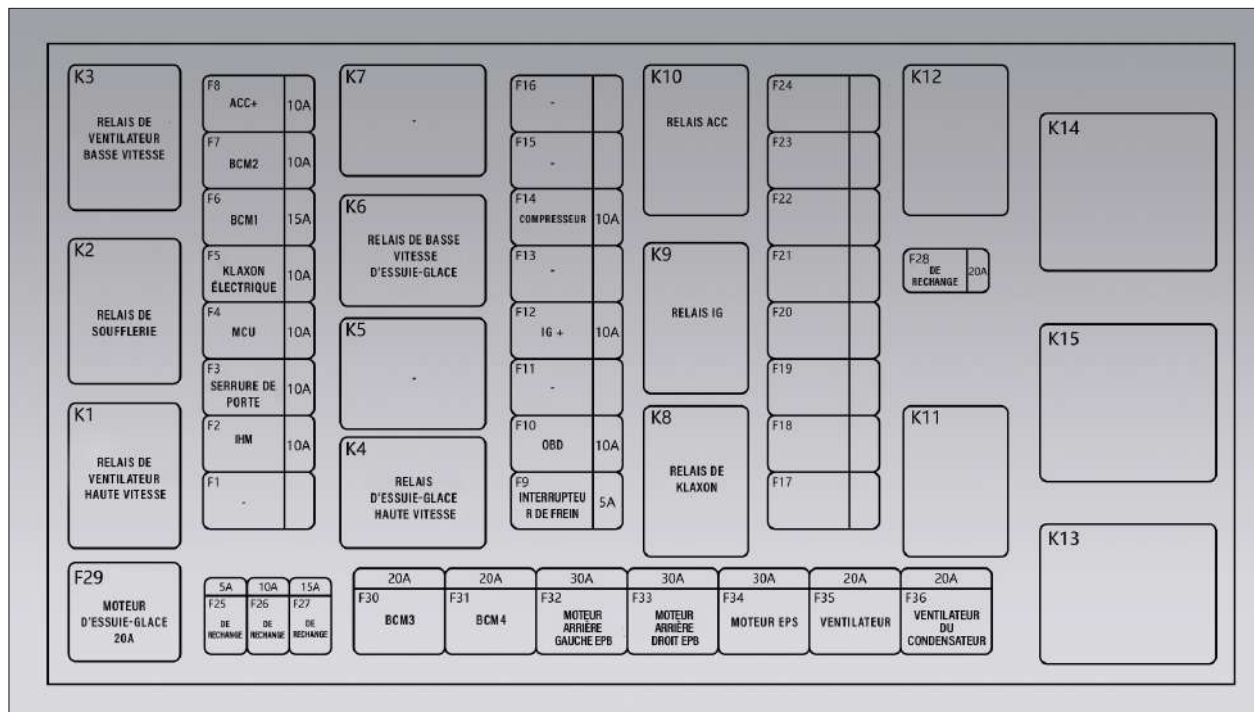 K3
RELAIS DE
VENTILATEUR
BASSE VITESSE
K2
RELAIS DE
SOUFFLERIE
K1
RELAIS DE
VENTILATEUR
HAUTE VITESSE
F29
MOTEUR
D'ESSUIE-GLACE
20A
F8
ACC+
10A
F7
BCM2
10A
F6
BCM1
15A
F5
KLAXON
ÉLECTRIQUE
10A
F4
MCU
10A
F3
SERRURE DE
PORTE
10A
F2
IHM
10A
F1
-
5A
F25
DE
RECHANGE
10A
F26
DE
RECHANGE
15A
F27
DE
RECHANGE
K7
-
K6
RELAIS DE BASSE
VITESSE
D'ESSUIE-GLACE
K5
-
K4
RELAIS
D'ESSUIE-GLACE
HAUTE VITESSE
F16
-
F15
-
F14
COMPRESSEUR
10A
F13
-
F12
IG +
10A
F11
-
F10
OBD
10A
F9
INTERRUPTEU
R DE FREIN
5A
K10
RELAIS ACC
K9
RELAIS IG
K8
RELAIS DE
KLAXON
F24
F23
F22
F21
F20
F19
F18
F17
K12
F28
DE
RECHANGE
20A
K11
K14
K15
K13
20A
F30
BCM3
20A
F31
BCM4
30A
F32
MOTEUR
ARRIÈRE
GAUCHE EPB
30A
F33
MOTEUR
ARRIÈRE
DROIT EPB
30A
F34
MOTEUR EPS
20A
F35
VENTILATEUR
20A
F36
VENTILATEUR
DU
CONDENSATEUR